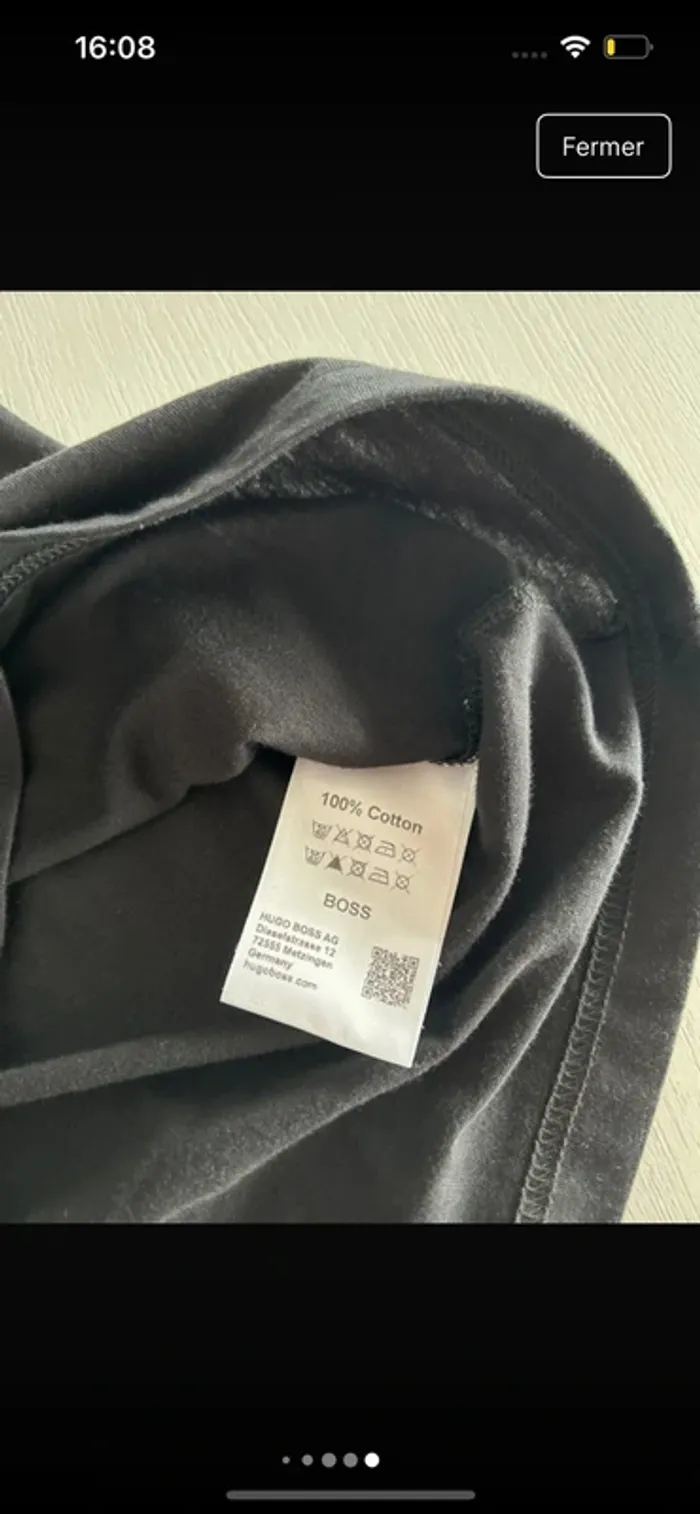 16:08
Fermer
100% Cotton
BOSS
HUGO BOSS AG
Dieselstrasse 12
72555 Metzingen
Germany
hugoboss.com